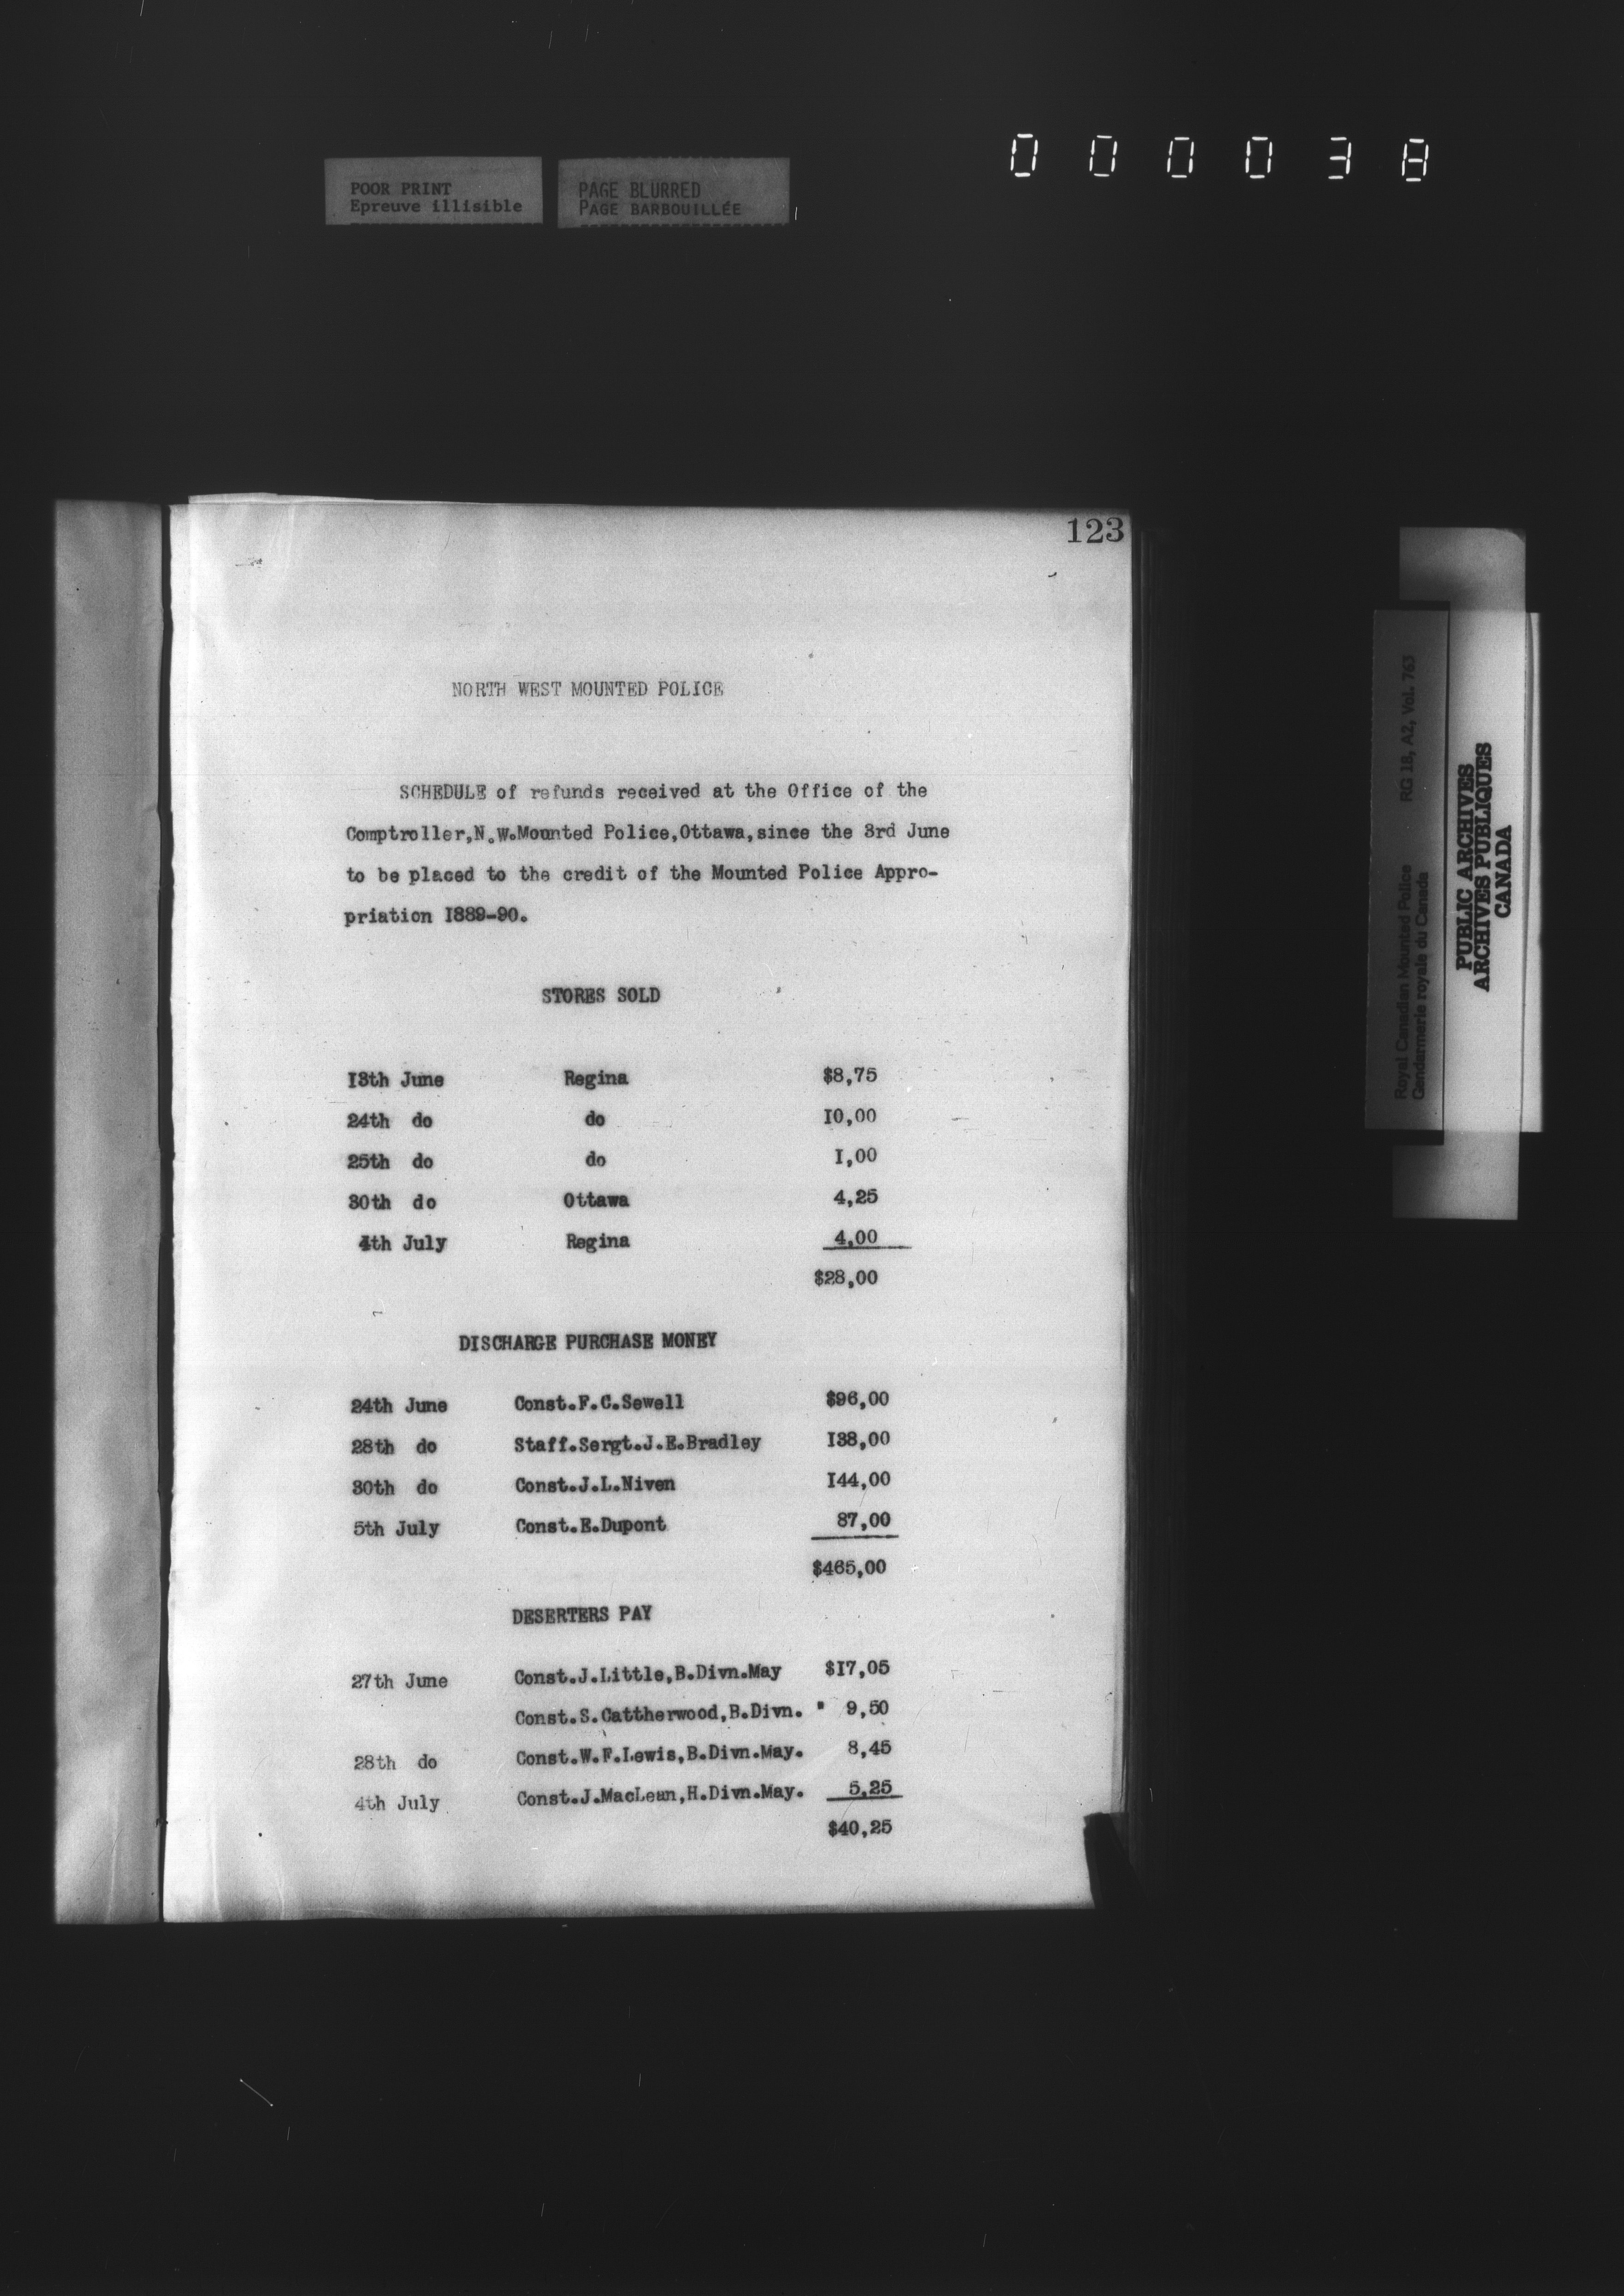 000038
POOR PRINT
Epreuve illisible
PAGE BLURRED
PAGE BARBOUILLÉE
123
NORTH WEST MOUNTED POLICE
SCHEDULE of refunds received at the Office of the
Comptroller,N.W.Mounted Police,Ottawa,since the 3rd June
to be placed to the credit of the Mounted Police Appro-
priation I889-90.
STORES SOLD
I3th June Regina $8,75
24th do do I0,00
25th do do I,00
30th do Ottawa 4,25
4th July Regina 4,00
$28,00
DISCHARGE PURCHASE MONEY
24th June Const.F.C.Sewell $96,00
28th do Staff.Sergt.J.E.Bradley I38,00
30th do Const.J.L.Niven I44,00
5th July Const.E.Dupont 87,00
$465,00
DESERTERS PAY
27th June Const.J.Little,B.Divn.May $I7,05
Const.S.Cattherwood,B.Divn. " 9,50
28th do Const.W.F.Lewis,B.Divn.May. 8,45
4th July Const.J.MacLean,H.Divn.May. 5,25
$40,25
Royal Canadian Mounted Police RG 18, A2, Vol. 763
Gendarmerie royale du Canada
PUBLIC ARCHIVES
ARCHIVES PUBLIQUES
CANADA